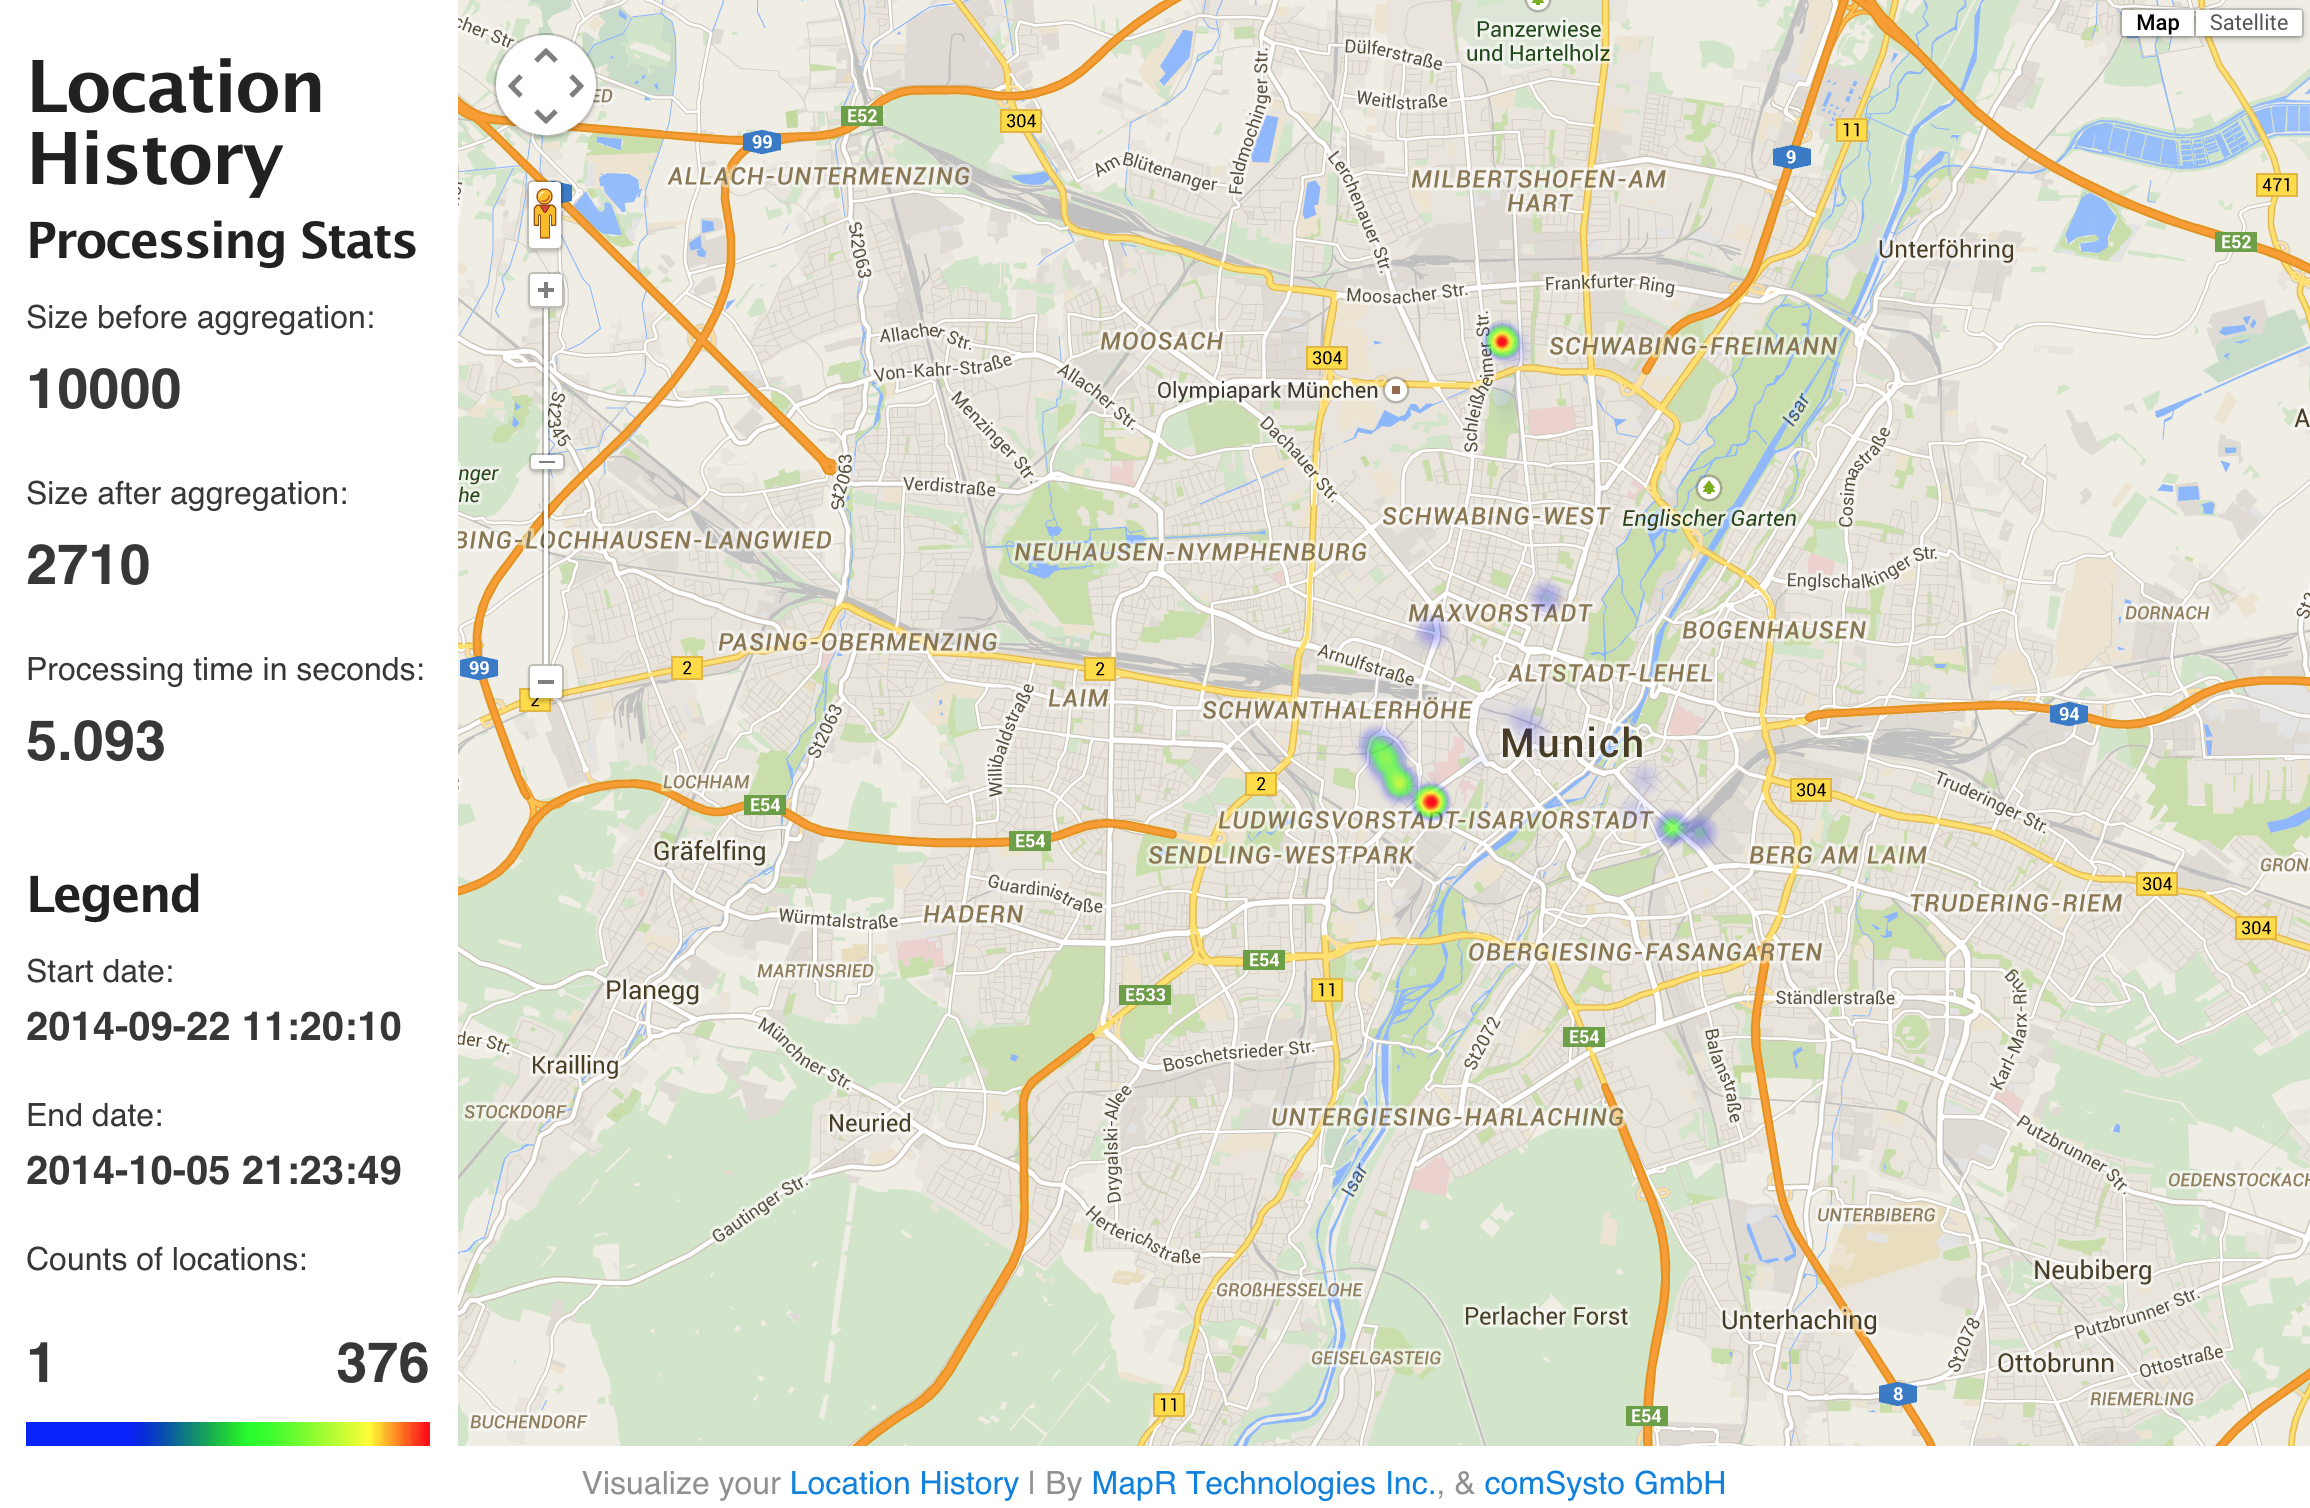 Location
History
Processing Stats
Size before aggregation:
10000
Size after aggregation:
2710
Processing time in seconds:
5.093
Legend
Start date:
2014-09-22 11:20:10
End date:
2014-10-05 21:23:49
Counts of locations:
1 376
Map Satellite
cher Str.
ED
Panzerwiese
und Hartelholz
Dülferstraße
Weitlstraße
Feldmochinger Str.
Lerchenauer Str.
Am Blütenanger
E52
304
99
11
9
471
E52
ALLACH-UNTERMENZING
MILBERTSHOFEN-AM
HART
Unterföhring
St2063
Moosacher Str.
Frankfurter Ring
Allacher Str.
Von-Kahr-Straße
MOOSACH
304
Schleißheimer Str.
SCHWABING-FREIMANN
Olympiapark München
Allacher Str.
Menzinger Str.
Dachauer Str.
Isar
A
St2345
nger
he
St2063
Verdistraße
Cosimastraße
SCHWABING-WEST
Englischer Garten
BING-LOCHHAUSEN-LANGWIED
NEUHAUSEN-NYMPHENBURG
Englschalkinger Str.
MAXVORSTADT
DORNACH
St2
PASING-OBERMENZING
BOGENHAUSEN
99
2
2
2
Arnulfstraße
ALTSTADT-LEHEL
LAIM
SCHWANTHALERHÖHE
94
St2063
Willibaldstraße
Munich
LOCHHAM
E54
2
304
Truderinger Str.
LUDWIGSVORSTADT-ISARVORSTADT
E54
Gräfelfing
SENDLING-WESTPARK
BERG AM LAIM
GRON
304
Guardinistraße
Würmtalstraße
HADERN
TRUDERING-RIEM
304
OBERGIESING-FASANGARTEN
E54
MARTINSRIED
Planegg
E533
11
Ständlerstraße
Karl-Marx-Ring
der Str.
Münchner Str.
Krailling
Boschetsrieder Str.
St2072
E54
Balanstraße
STOCKDORF
Neuried
Drygalski-Allee
UNTERGIESING-HARLACHING
Putzbrunner Str.
Isar
OEDENSTOCKACH
Gautinger Str.
Herterichstraße
UNTERBIBERG
GROßHESSELOHE
Neubiberg
Perlacher Forst
Unterhaching
Putzbrunner Str.
St2078
GEISELGASTEIG
Ottobrunn
Ottostraße
8
11
E54
RIEMERLING
BUCHENDORF
Visualize your Location History | By MapR Technologies Inc., & comSysto GmbH